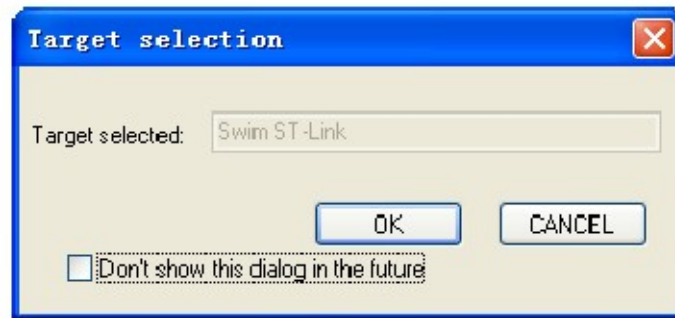 Target selection
Target selected: Swim ST-Link
OK CANCEL
Don't show this dialog in the future